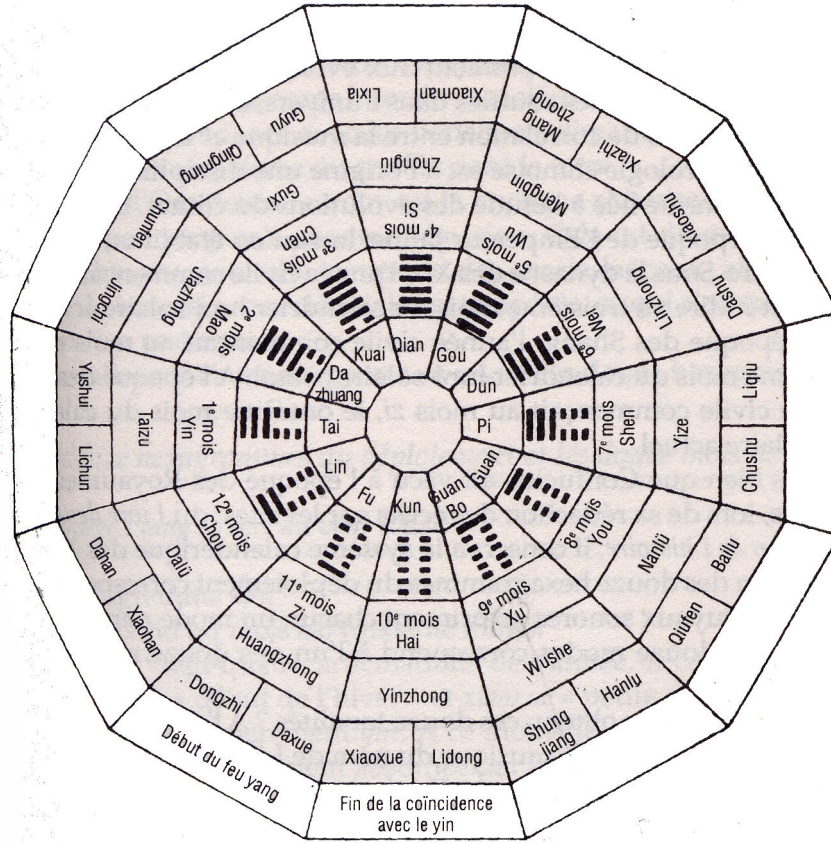 Lixia
Xiaoman
Mang
zhong
Xiazhi
Xiaoshu
Dashu
Liqiu
Chushu
Bailu
Qiufen
Hanlu
Shung
jiang
Lidong
Xiaoxue
Daxue
Dongzhi
Xiaohan
Dahan
Lichun
Yushui
Jingchi
Chunfen
Qingming
Guyu
Zhonglü
Mengbin
Linzhong
Yize
Nanlü
Wushe
Yinzhong
Huangzhong
Dalü
Taizu
Jiazhong
Guxi
4e mois
Si
5e mois
Wu
6e mois
Wei
7e mois
Shen
8e mois
You
9e mois
Xu
10e mois
Hai
11e mois
Zi
12e mois
Chou
1e mois
Yin
2e mois
Mao
3e mois
Chen
Qian
Gou
Dun
Pi
Guan
Guan
Bo
Kun
Fu
Lin
Tai
Da
zhuang
Kuai
Début du feu yang
Fin de la coïncidence
avec le yin